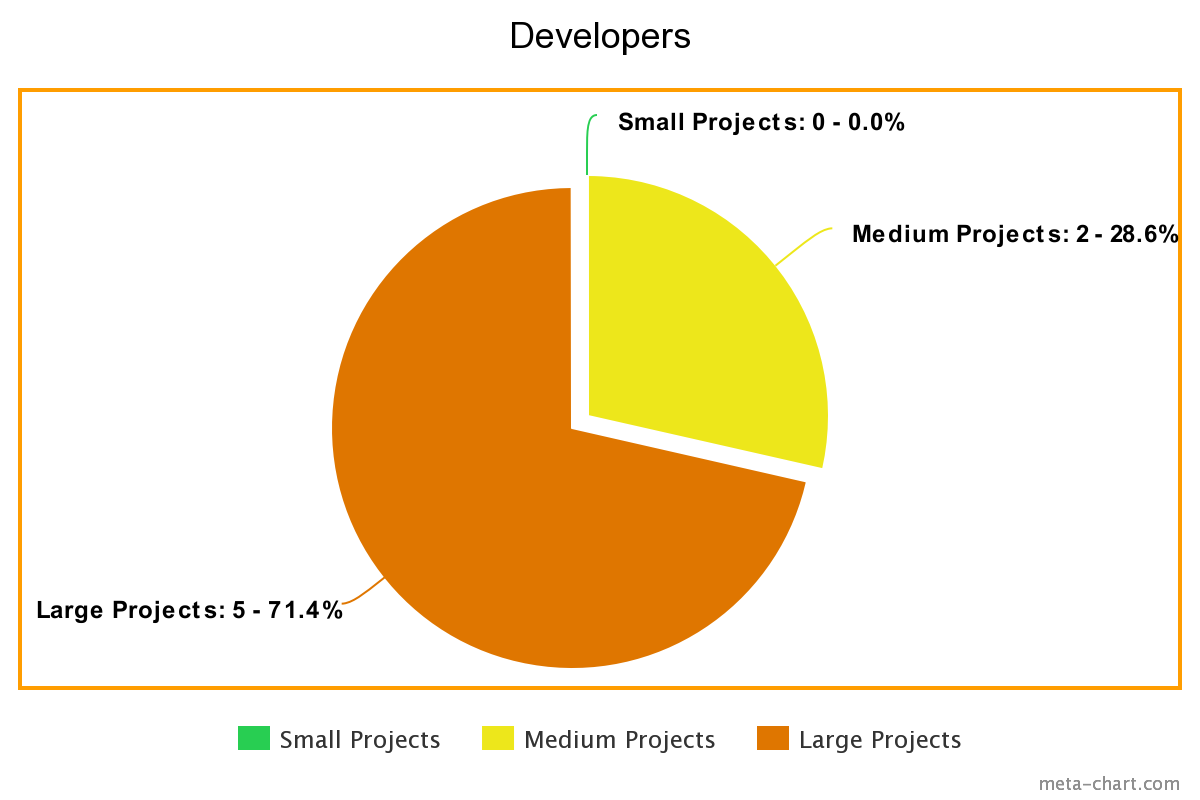 Developers
Small Projects: 0 - 0.0%
Medium Projects: 2 - 28.6%
Large Projects: 5 - 71.4%
Small Projects
Medium Projects
Large Projects
meta-chart.com